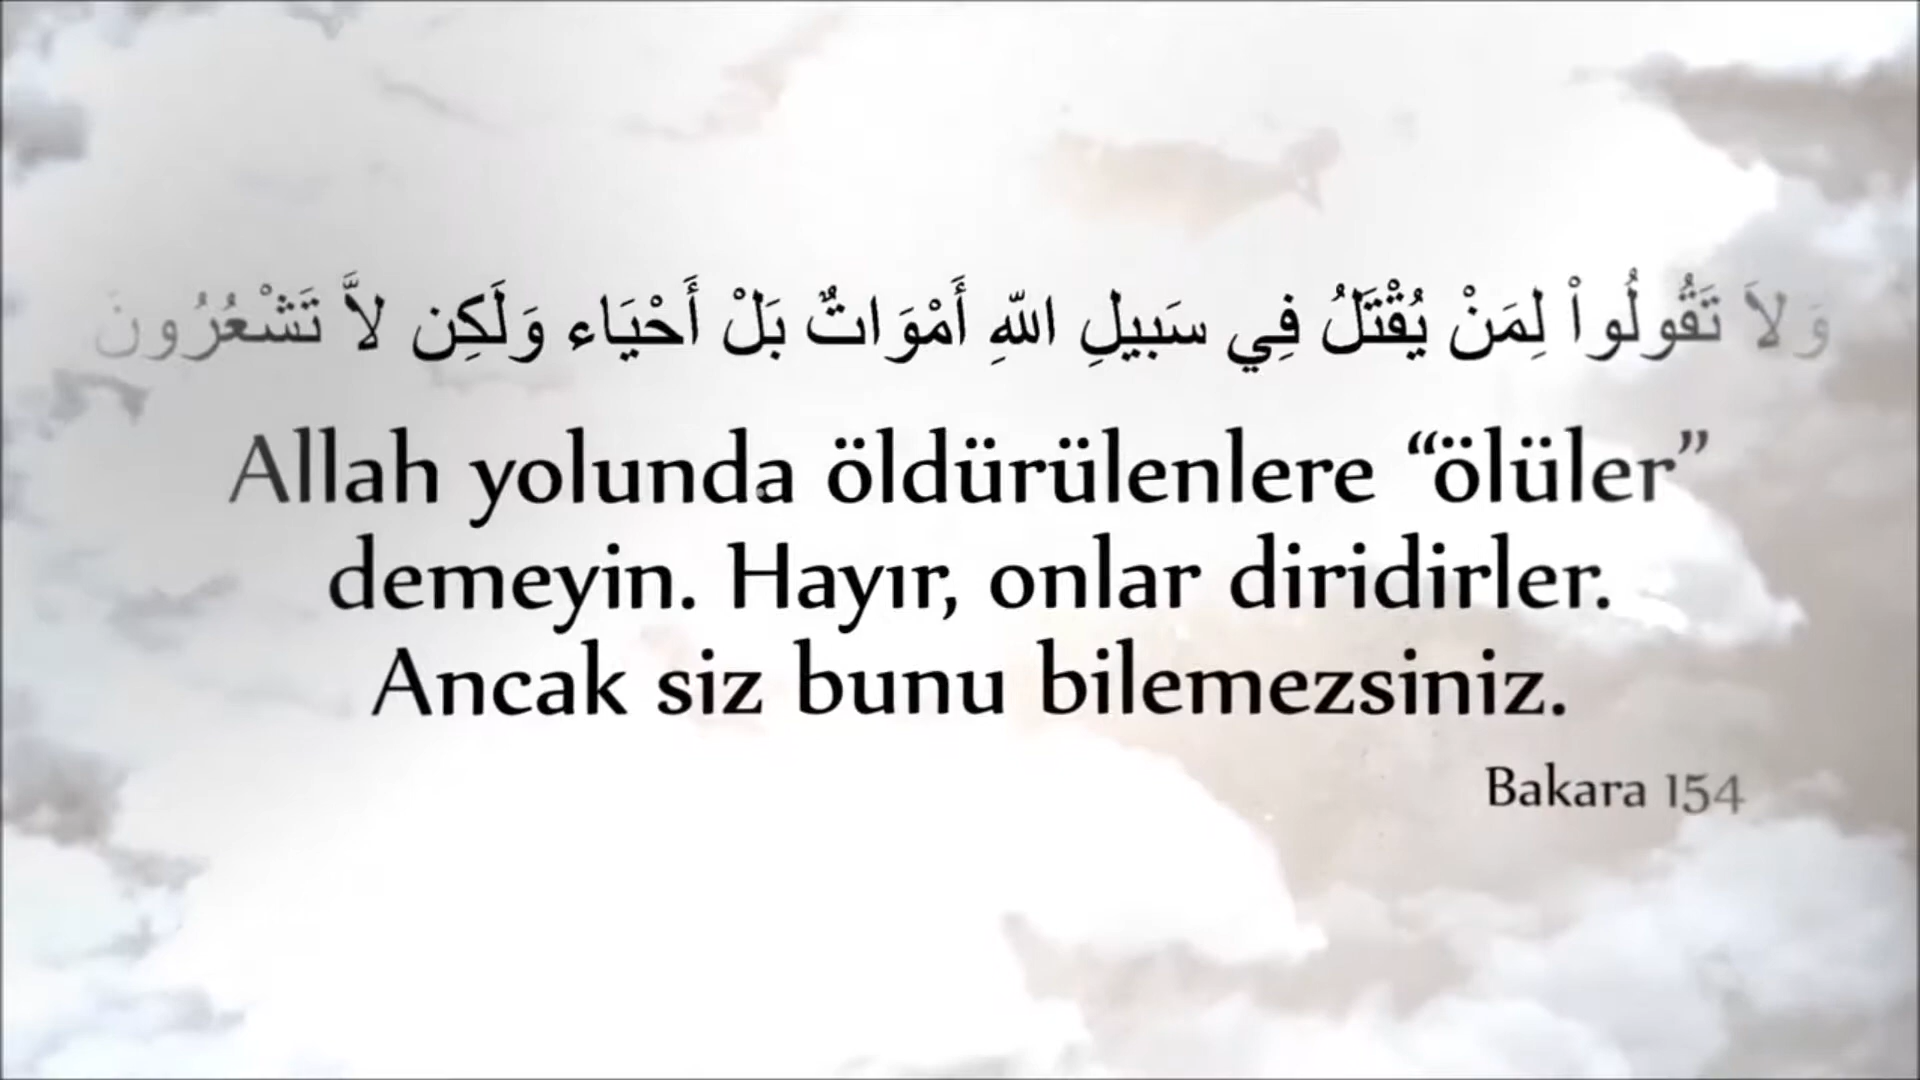 وَلاَ تَقُولُواْ لِمَنْ يُقْتَلُ فِي سَبيلِ اللّهِ أَمْوَاتٌ بَلْ أَحْيَاء وَلَكِن لاَّ تَشْعُرُونَ
Allah yolunda öldürülenlere “ölüler”
demeyin. Hayır, onlar diridirler.
Ancak siz bunu bilemezsiniz.
Bakara 154